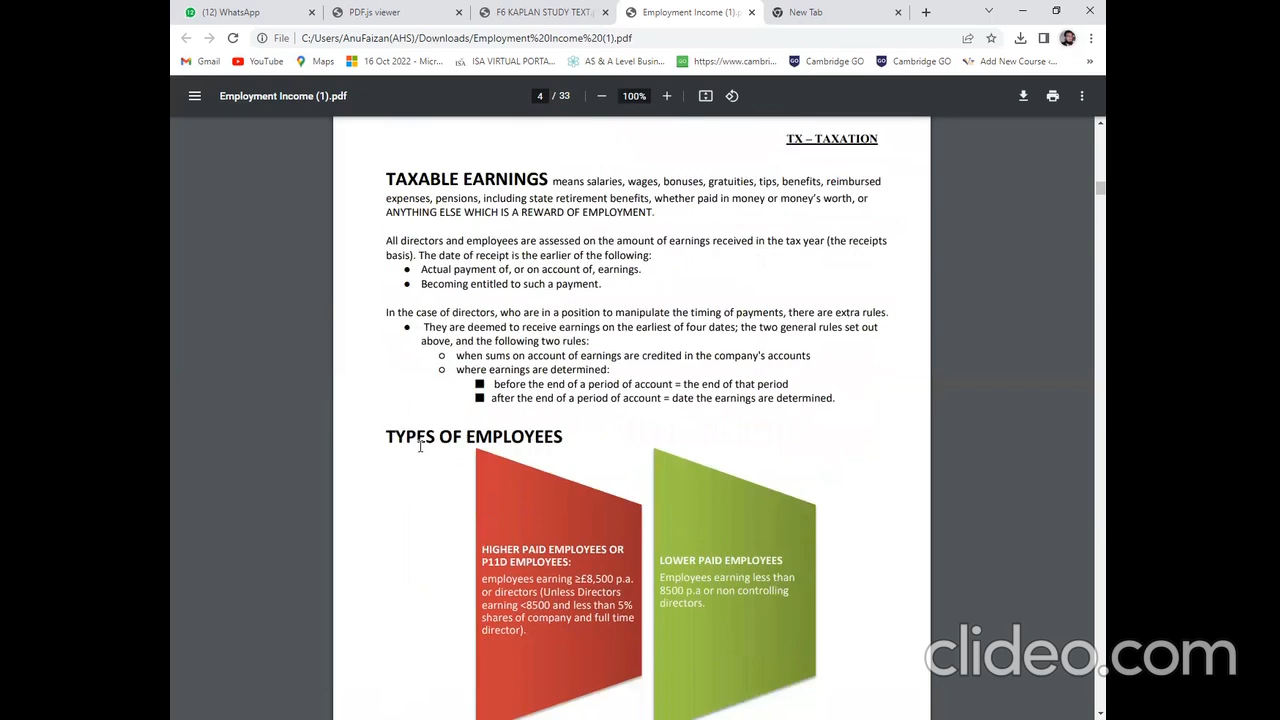 (12) WhatsApp
PDF.js viewer
F6 KAPLAN STUDY TEXT.p
Employment Income (1).p
New Tab
File
C:/Users/AnuFaizan(AHS)/Downloads/Employment%20Income%20(1).pdf
Gmail
YouTube
Maps
16 Oct 2022 - Micr...
ISA VIRTUAL PORTA...
AS & A Level Busin...
https://www.cambri...
Cambridge GO
Cambridge GO
Add New Course –...
»
Employment Income (1).pdf
4 / 33
100%
TX – TAXATION
TAXABLE EARNINGS means salaries, wages, bonuses, gratuities, tips, benefits, reimbursed
expenses, pensions, including state retirement benefits, whether paid in money or money's worth, or
ANYTHING ELSE WHICH IS A REWARD OF EMPLOYMENT.
All directors and employees are assessed on the amount of earnings received in the tax year (the receipts
basis). The date of receipt is the earlier of the following:
● Actual payment of, or on account of, earnings.
● Becoming entitled to such a payment.
In the case of directors, who are in a position to manipulate the timing of payments, there are extra rules.
● They are deemed to receive earnings on the earliest of four dates; the two general rules set out
above, and the following two rules:
o when sums on account of earnings are credited in the company's accounts
o where earnings are determined:
■ before the end of a period of account = the end of that period
■ after the end of a period of account = date the earnings are determined.
TYPES OF EMPLOYEES
HIGHER PAID EMPLOYEES OR
P11D EMPLOYEES:
employees earning ≥£8,500 p.a.
or directors (Unless Directors
earning <8500 and less than 5%
shares of company and full time
director).
LOWER PAID EMPLOYEES
Employees earning less than
8500 p.a or non controlling
directors.
clideo.com